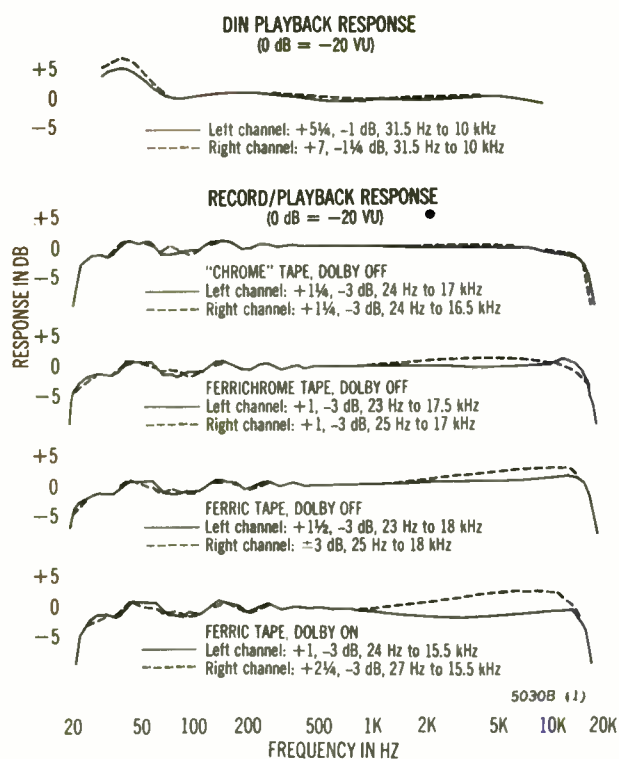 DIN PLAYBACK RESPONSE
(0 dB = −20 VU)
+5
0
−5
Left channel: +5¼, -1 dB, 31.5 Hz to 10 kHz
Right channel: +7, -1¼ dB, 31.5 Hz to 10 kHz
RECORD/PLAYBACK RESPONSE
(0 dB = −20 VU)
RESPONSE IN DB
+5
0
−5
"CHROME" TAPE, DOLBY OFF
Left channel: +1¼, -3 dB, 24 Hz to 17 kHz
Right channel: +1¼, -3 dB, 24 Hz to 16.5 kHz
+5
0
−5
FERRICHROME TAPE, DOLBY OFF
Left channel: +1, -3 dB, 23 Hz to 17.5 kHz
Right channel: +1, -3 dB, 25 Hz to 17 kHz
+5
0
−5
FERRIC TAPE, DOLBY OFF
Left channel: +1½, -3 dB, 23 Hz to 18 kHz
Right channel: ±3 dB, 25 Hz to 18 kHz
+5
0
−5
FERRIC TAPE, DOLBY ON
Left channel: +1, -3 dB, 24 Hz to 15.5 kHz
Right channel: +2¼, -3 dB, 27 Hz to 15.5 kHz
5030B (1)
20 50 100 200 500 1K 2K 5K 10K 20K
FREQUENCY IN HZ